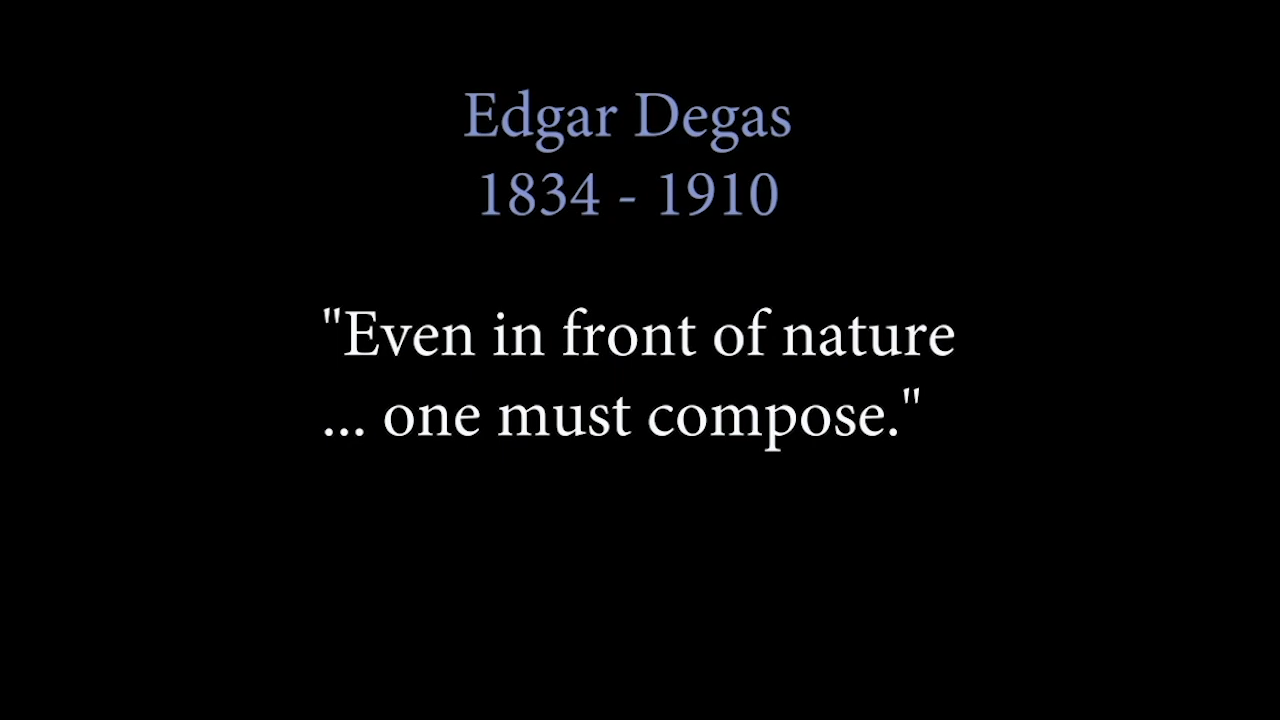 Edgar Degas
1834 - 1910
"Even in front of nature
... one must compose."